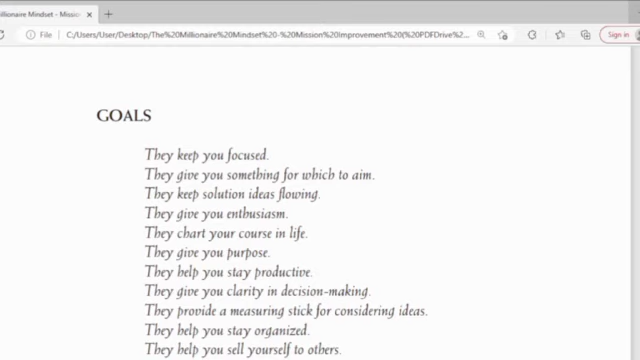 illionaire Mindset - Mission
File
C:/Users/User/Desktop/The%20Millionaire%20Mindset%20-%20Mission%20Improvement%20(%20PDFDrive%2...
Sign in
GOALS
They keep you focused.
They give you something for which to aim.
They keep solution ideas flowing.
They give you enthusiasm.
They chart your course in life.
They give you purpose.
They help you stay productive.
They give you clarity in decision-making.
They provide a measuring stick for considering ideas.
They help you stay organized.
They help you sell yourself to others.